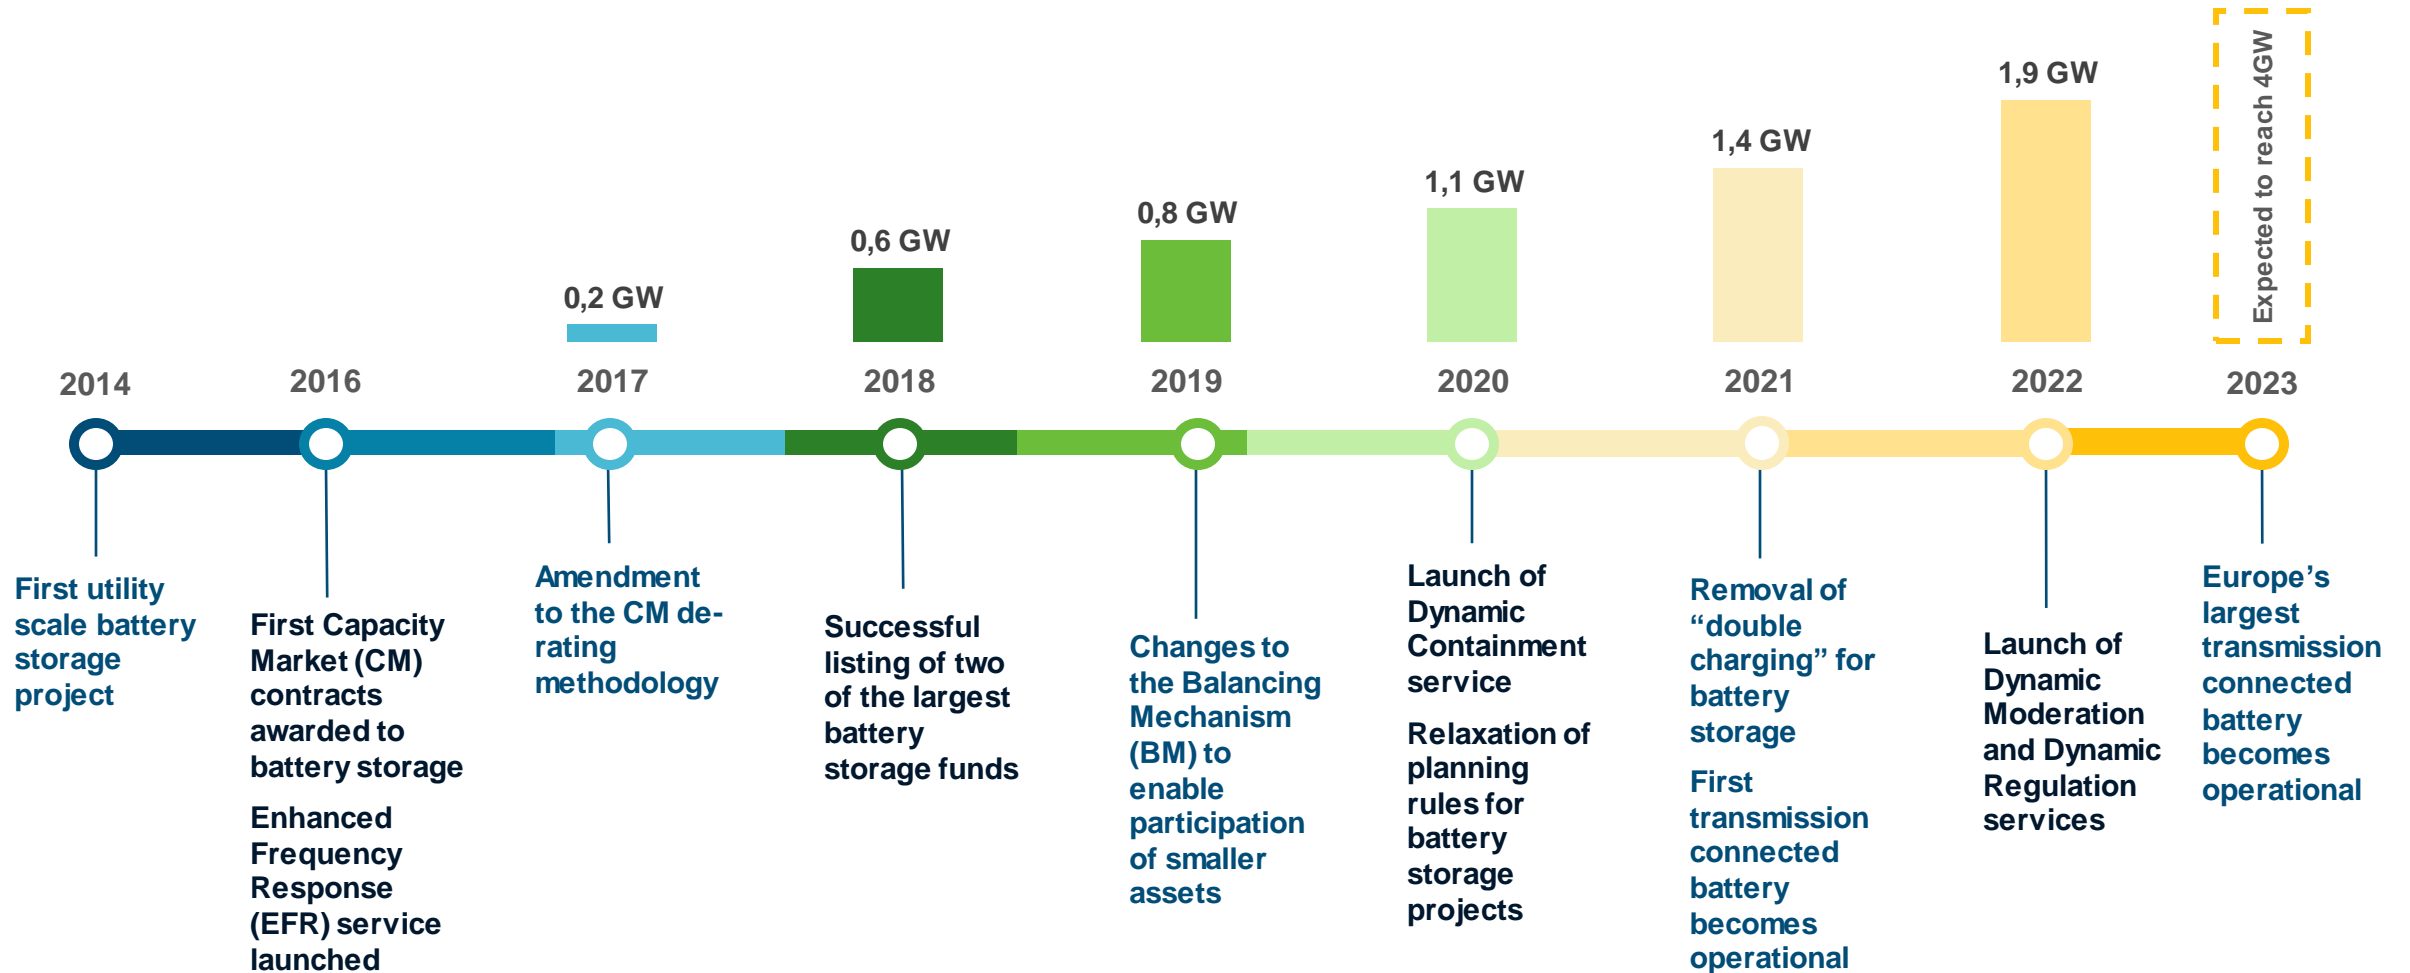 Expected to reach 4GW
1,9 GW
1,4 GW
1,1 GW
0,8 GW
0,6 GW
0,2 GW
2014
2016
2017
2018
2019
2020
2021
2022
2023
First utility
scale battery
storage
project
First Capacity
Market (CM)
contracts
awarded to
battery storage
Enhanced
Frequency
Response
(EFR) service
launched
Amendment
to the CM de-
rating
methodology
Successful
listing of two
of the largest
battery
storage funds
Changes to
the Balancing
Mechanism
(BM) to
enable
participation
of smaller
assets
Launch of
Dynamic
Containment
service
Relaxation of
planning
rules for
battery
storage
projects
Removal of
“double
charging” for
battery
storage
First
transmission
connected
battery
becomes
operational
Launch of
Dynamic
Moderation
and Dynamic
Regulation
services
Europe’s
largest
transmission
connected
battery
becomes
operational